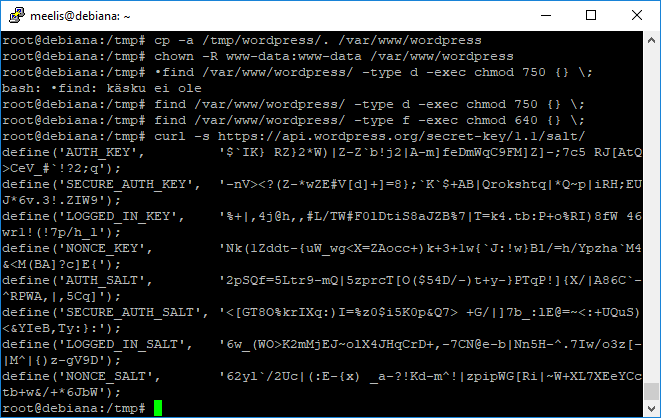 meelis@debiana: ~
root@debiana:/tmp# cp -a /tmp/wordpress/. /var/www/wordpress
root@debiana:/tmp# chown -R www-data:www-data /var/www/wordpress
root@debiana:/tmp# •find /var/www/wordpress/ -type d -exec chmod 750 {} \;
bash: •find: käsku ei ole
root@debiana:/tmp# find /var/www/wordpress/ -type d -exec chmod 750 {} \;
root@debiana:/tmp# find /var/www/wordpress/ -type f -exec chmod 640 {} \;
root@debiana:/tmp# curl -s https://api.wordpress.org/secret-key/1.1/salt/
define('AUTH_KEY',         '$`IK} RZ}2*W)|Z-Z`b!j2|A-m]feDmWqC9FM]Z]-;7c5 RJ[AtQ
>CeV_#`!?2;q');
define('SECURE_AUTH_KEY',  '-nV><?(Z-*wZE#V[d]+]=8};`K`$+AB|Qrokshtq|*Q~p|iRH;EU
J*6v.3!.ZIW9');
define('LOGGED_IN_KEY',    '%+|,4j@h,,#L/TW#F0lDtiS8aJZB%7|T=k4.tb:P+o%RI)8fW 46
wr1!(!7p/h_l');
define('NONCE_KEY',        'Nk(1Zddt-{uW_wg<X=ZAocc+)k+3+1w{`J:!w}Bl/=h/Ypzha`M4
&<M(BA]?c]E{');
define('AUTH_SALT',        '2pSQf=5Ltr9-mQ|5zprcT[O($54D/-)t+y-}PTqP!]{X/|A86C`-
^RPWA,|,5Cq]');
define('SECURE_AUTH_SALT', '<[GT8O%krIXq:)I=%z0$i5K0p&Q7> +G/|]7b_:lE@=~<:+UQuS)
<&YIeB,Ty:}:');
define('LOGGED_IN_SALT',   '6w_(WO>K2mMjEJ~olX4JHqCrD+,-7CN@e-b|Nn5H-^.7Iw/o3z[-
|M^|{)z-gV9D');
define('NONCE_SALT',       '62yl`/2Uc|(:E-{x) _a-?!Kd-m^!|zpipWG[Ri|~W+XL7XEeYCc
tb+w&/+*6JbW');
root@debiana:/tmp#